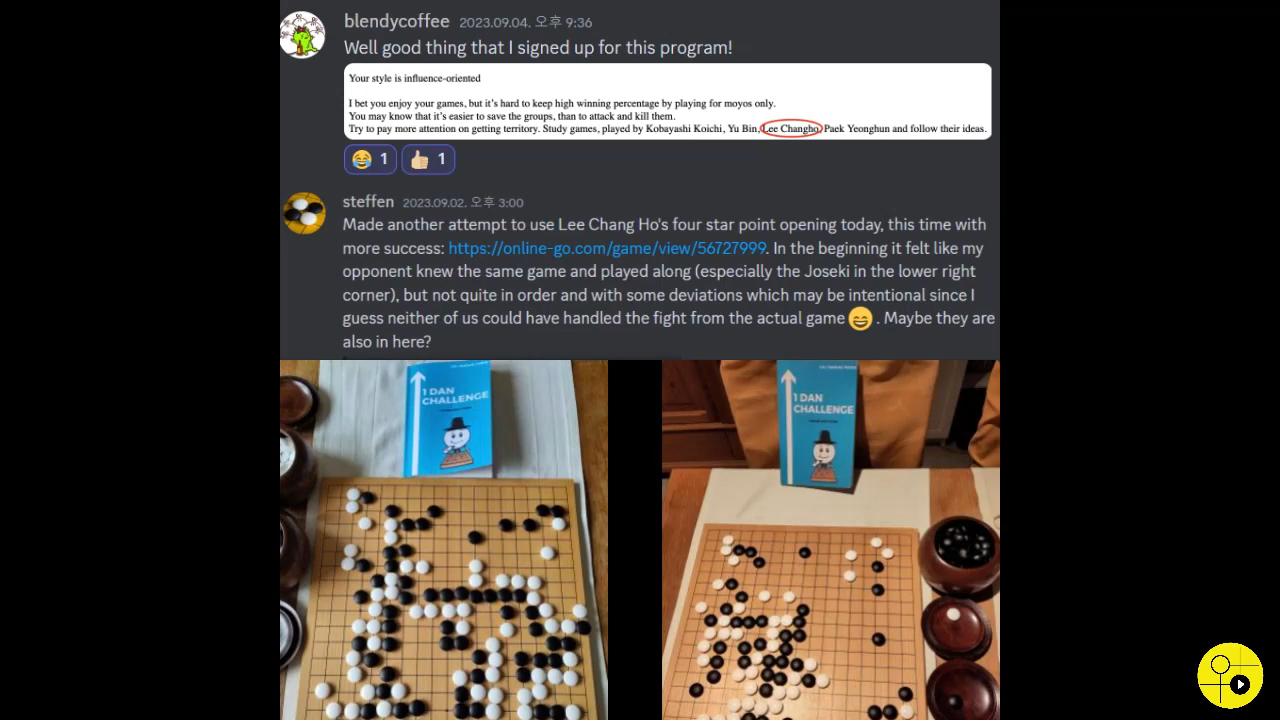 blendycoffee 2023.09.04. 오후 9:36
Well good thing that I signed up for this program!
Your style is influence-oriented
I bet you enjoy your games, but it's hard to keep high winning percentage by playing for moyos only.
You may know that it's easier to save the groups, than to attack and kill them.
Try to pay more attention on getting territory. Study games, played by Kobayashi Koichi, Yu Bin, Lee Changho, Paek Yeonghun and follow their ideas.
😂 1 👍🏼 1
steffen 2023.09.02. 오후 3:00
Made another attempt to use Lee Chang Ho's four star point opening today, this time with
more success: https://online-go.com/game/view/56727999. In the beginning it felt like my
opponent knew the same game and played along (especially the Joseki in the lower right
corner), but not quite in order and with some deviations which may be intentional since I
guess neither of us could have handled the fight from the actual game 😄 . Maybe they are
also in here?
1 DAN
CHALLENGE
1 DAN
CHALLENGE